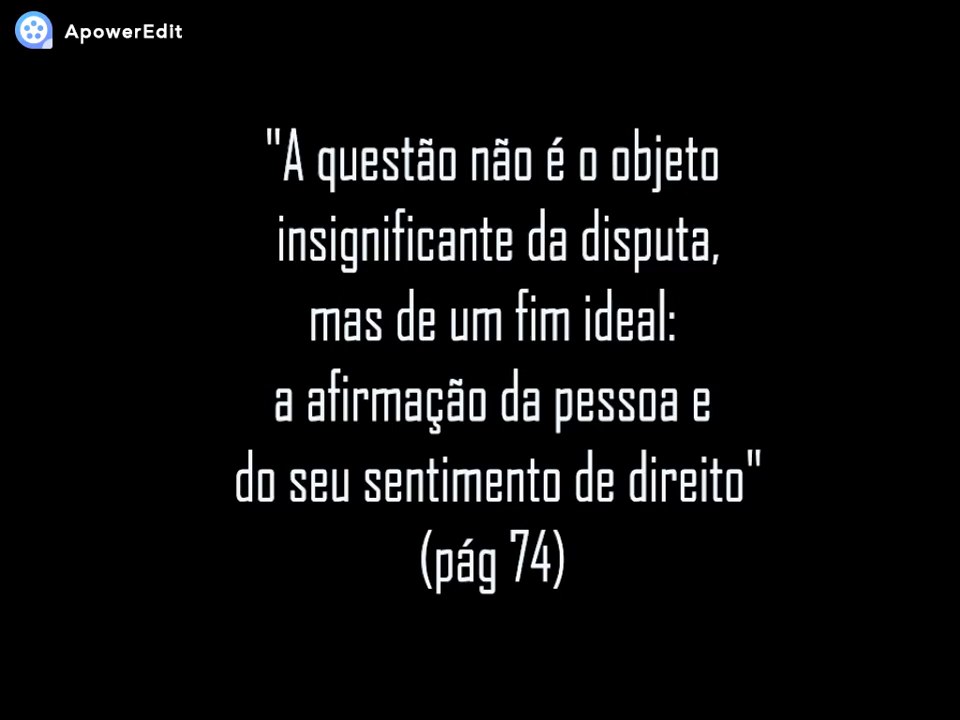 ApowerEdit
"A questão não é o objeto
insignificante da disputa,
mas de um fim ideal:
a afirmação da pessoa e
do seu sentimento de direito"
(pág 74)